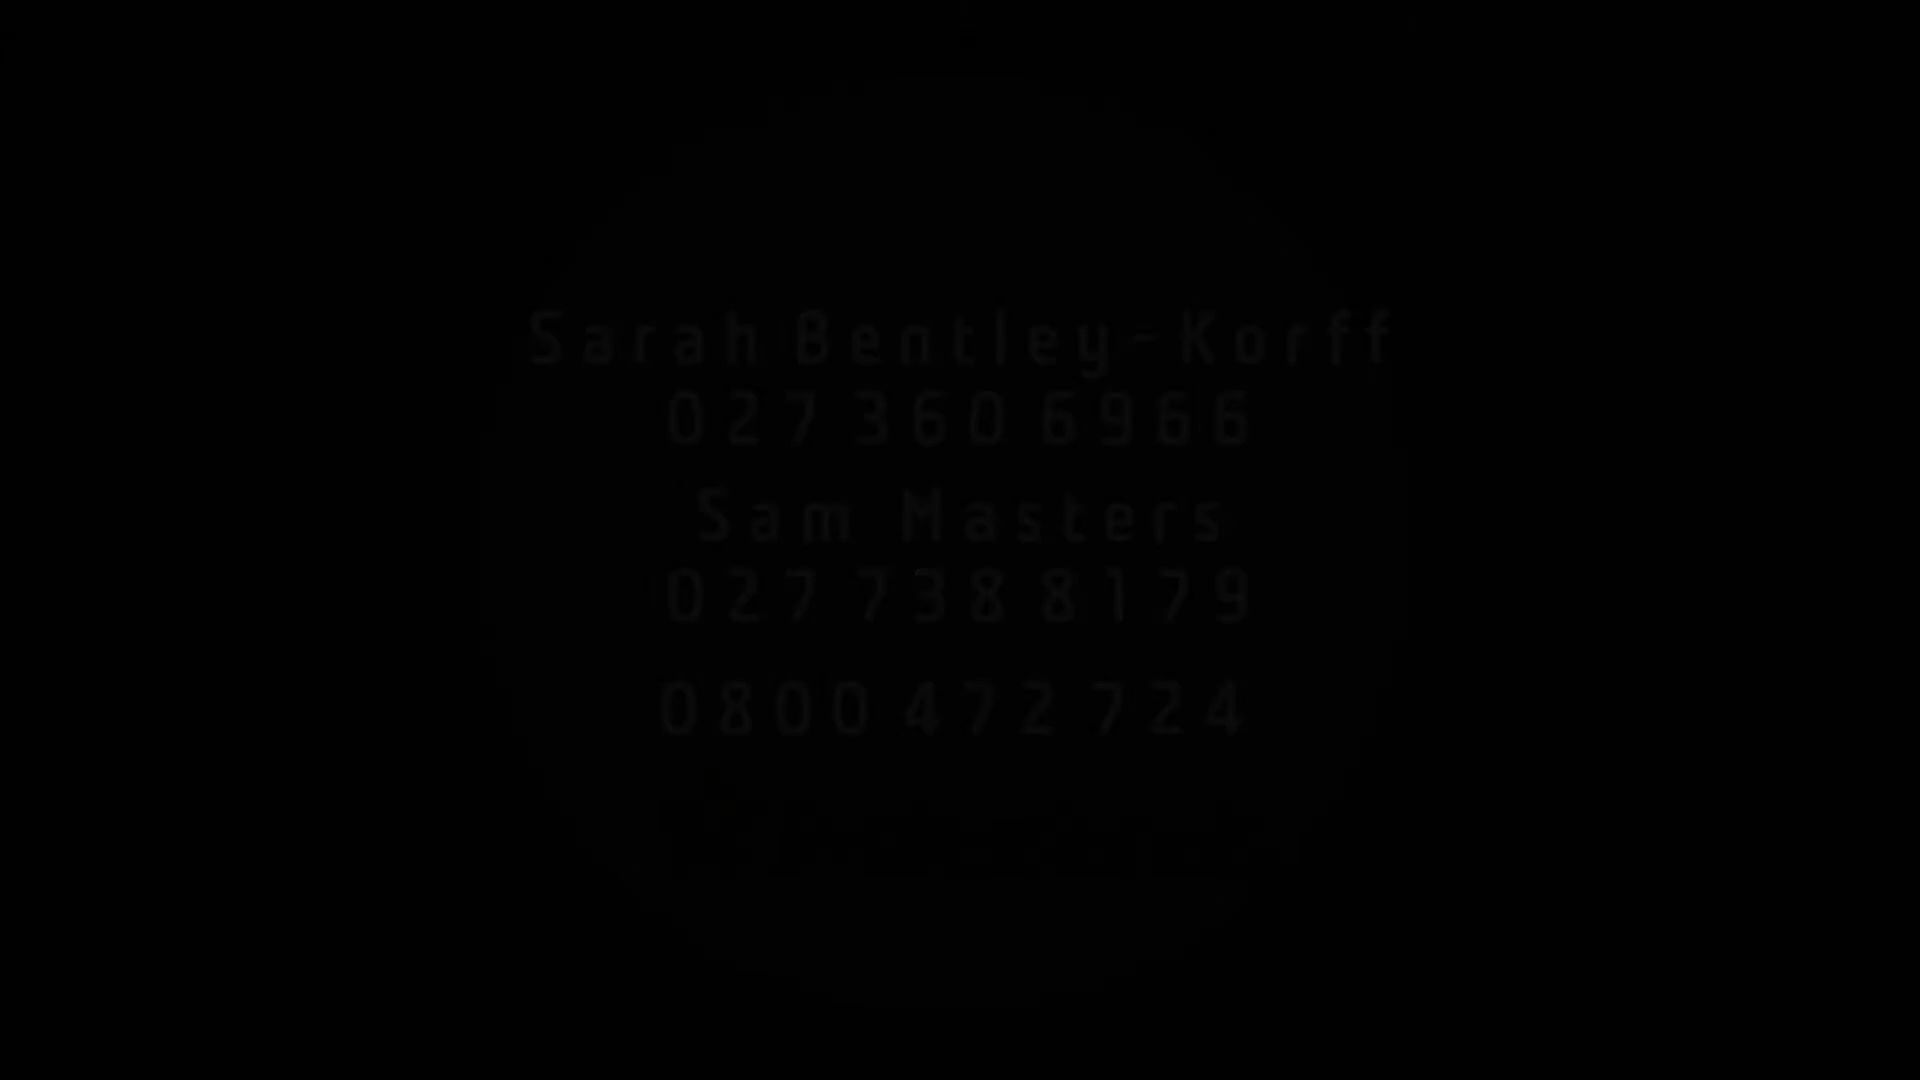 Sarah Bentley-Korff
027 360 6966
Sam Masters
027 738 8179
0800 472 724